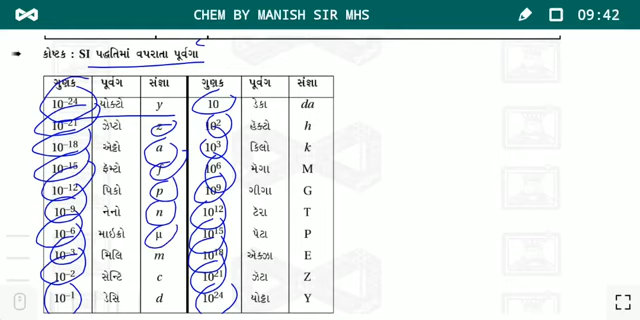 CHEM BY MANISH SIR MHS
09:42
➡ કોષ્ટક : SI પદ્ધતિમાં વપરાતા પૂર્વગ
ગુણક પૂર્વગ સંજ્ઞા ગુણક પૂર્વગ સંજ્ઞા
10⁻²⁴ યોક્ટો y 10 ડેકા da
10⁻²¹ ઝેપ્ટો z 10² હેક્ટો h
10⁻¹⁸ એટ્ટો a 10³ કિલો k
10⁻¹⁵ ફેમ્ટો f 10⁶ મેગા M
10⁻¹² પિકો p 10⁹ ગીગા G
10⁻⁹ નેનો n 10¹² ટેરા T
10⁻⁶ માઇક્રો μ 10¹⁵ પેટા P
10⁻³ મિલિ m 10¹⁸ એક્ઝા E
10⁻² સેન્ટિ c 10²¹ ઝેટા Z
10⁻¹ ડેસિ d 10²⁴ યોટ્ટા Y